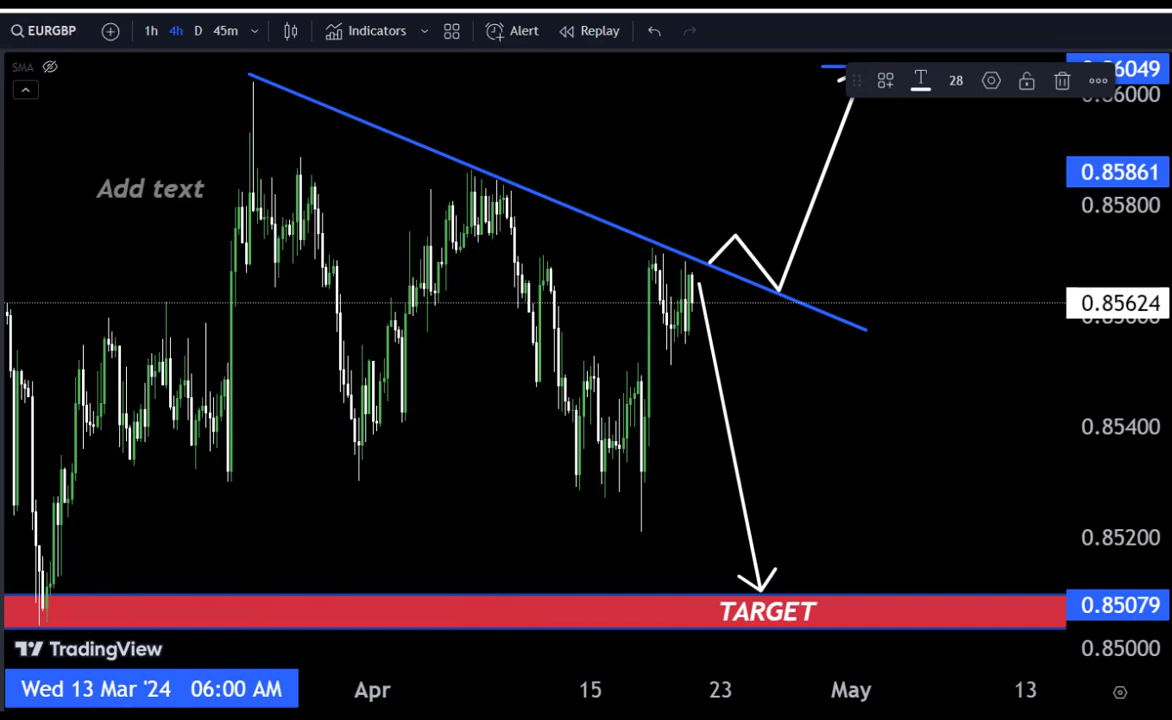 EURGBP 1h 4h D 45m Indicators Alert Replay
SMA
28
0.86000
0.85861
Add text
0.85800
0.85624
0.85400
0.85200
TARGET
0.85079
TradingView
0.85000
Wed 13 Mar '24 06:00 AM Apr 15 23 May 13